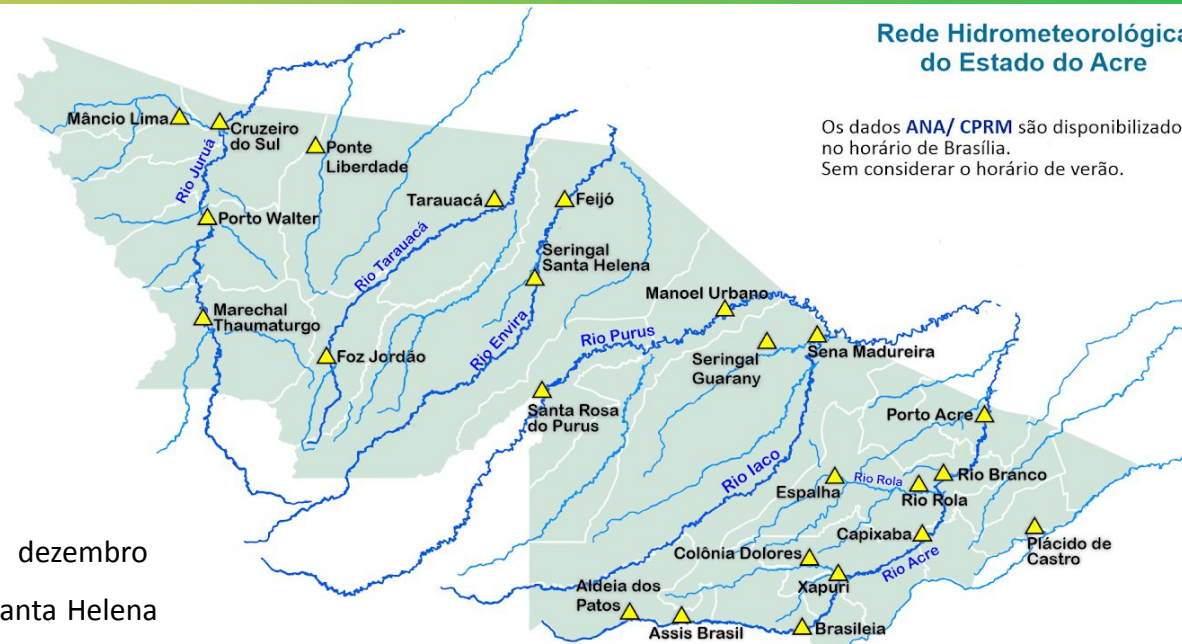 Rede Hidrometeorológica
do Estado do Acre
Os dados ANA/ CPRM são disponibilizado
no horário de Brasília.
Sem considerar o horário de verão.
Mâncio Lima
Cruzeiro
do Sul
Ponte
Liberdade
Rio Juruá
Porto Walter
Tarauacá
Feijó
Rio Tarauacá
Seringal
Santa Helena
Marechal
Thaumaturgo
Foz Jordão
Rio Envira
Manoel Urbano
Rio Purus
Seringal
Guarany
Sena Madureira
Santa Rosa
do Purus
Porto Acre
Rio Iaco
Espalha
Rio Rola
Rio Rola
Rio Branco
Capixaba
Plácido de
Castro
Colônia Dolores
Rio Acre
Xapuri
Aldeia dos
Patos
Assis Brasil
Brasileia
dezembro
anta Helena